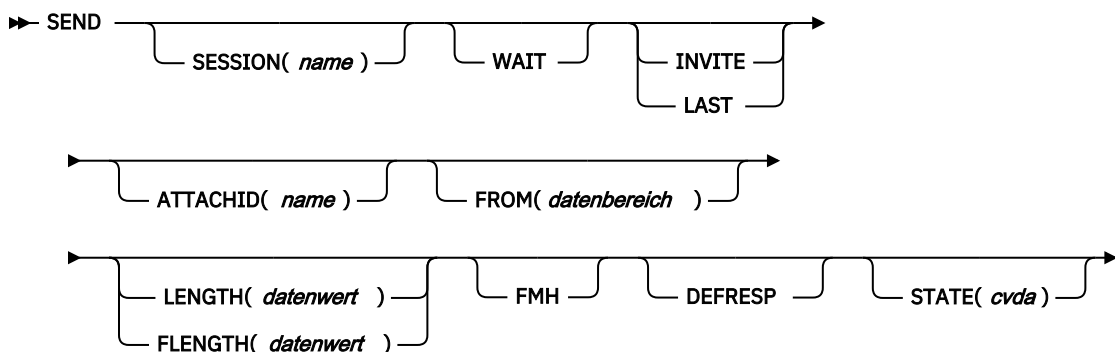 SEND
SESSION( name ) WAIT INVITE
LAST
ATTACHID( name ) FROM( datenbereich )
LENGTH( datenwert ) FMH DEFRESP STATE( cvda )
FLENGTH( datenwert )